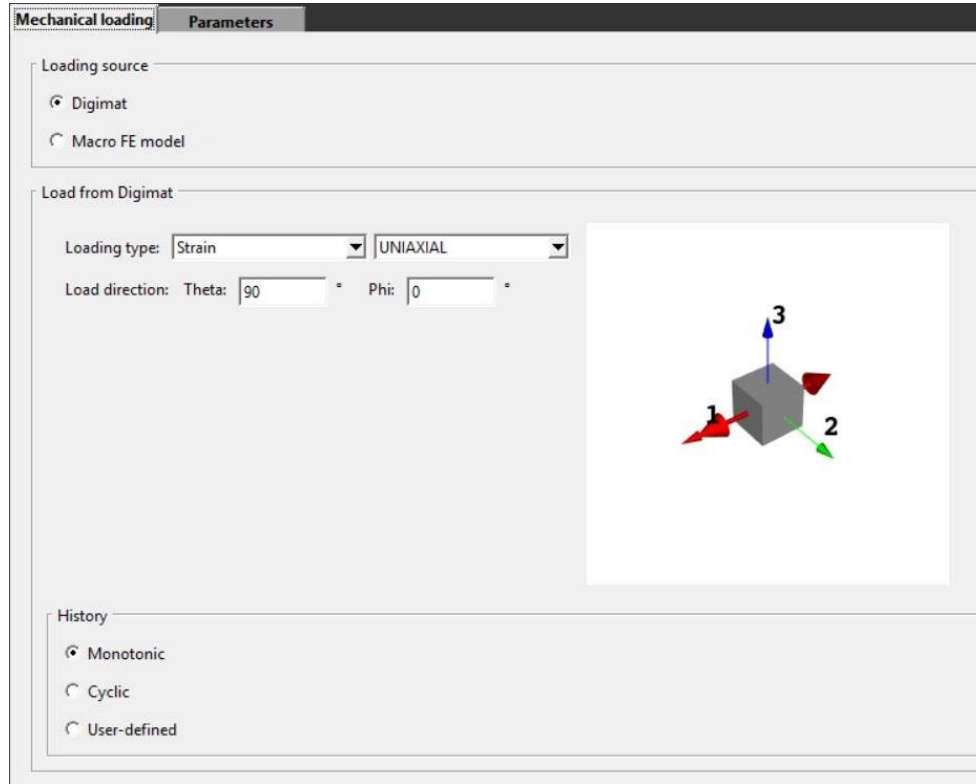 Mechanical loading Parameters
Loading source
Digimat
Macro FE model
Load from Digimat
Loading type: Strain UNIAXIAL
Load direction: Theta: 90 ° Phi: 0 °
3
1
2
History
Monotonic
Cyclic
User-defined